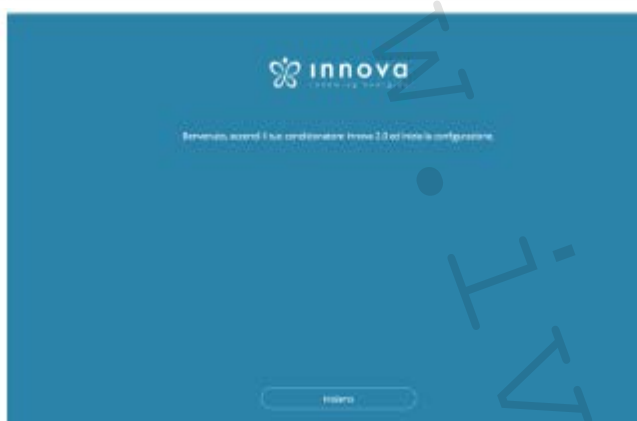 innova
Benvenuto, accendi il tuo condizionatore Innova 2.0 ed inizia la configurazione.
Iniziamo